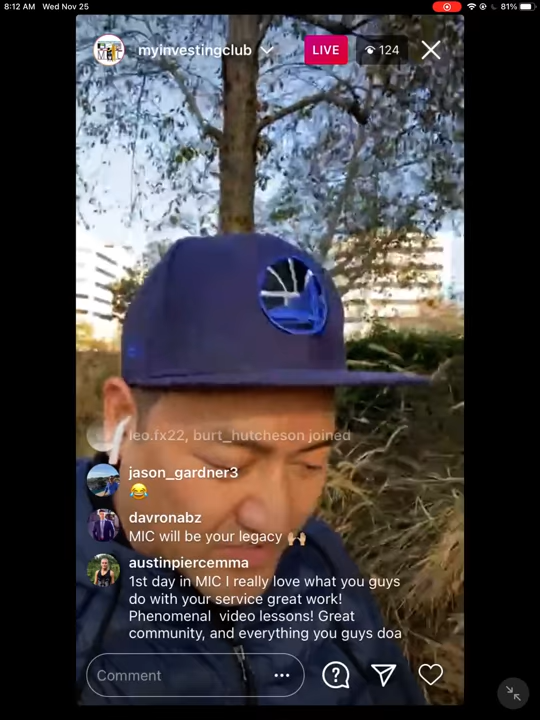 8:12 AM Wed Nov 25
81%
myinvestingclub
LIVE
124
leo.fx22, burt_hutcheson joined
jason_gardner3
😂
davronabz
MIC will be your legacy 🙌🏼
austinpiercemma
1st day in MIC I really love what you guys
do with your service great work!
Phenomenal video lessons! Great
community, and everything you guys doa
Comment